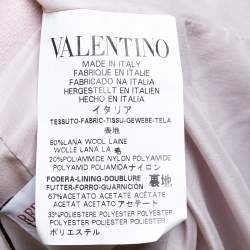 VALENTINO
MADE IN ITALY
FABRIQUE EN ITALIE
FABRICADO EN ITALIA
HERGESTELLT EN ITALIEN
HECHO EN ITALIA
イタリア
TESSUTO-FABRIC-TISSU-GEWEBE-TELA
表地
80%LANA WOOL LAINE
WOLLE LANA LÃ 毛
20%POLIAMMIDE NYLON POLYAMIDE
POLYAMID POLIAMIDA ナイロン
FODERA-LINING-DOUBLURE
FUTTER-FORRO-GUARNICIÓN 裏地
67%ACETATO ACETATE ACÉTATE
ACETAT ACETATO アセテート
33%POLIESTERE POLYESTER POLYESTER
POLYESTER POLIESTER POLYESTER
ポリエステル